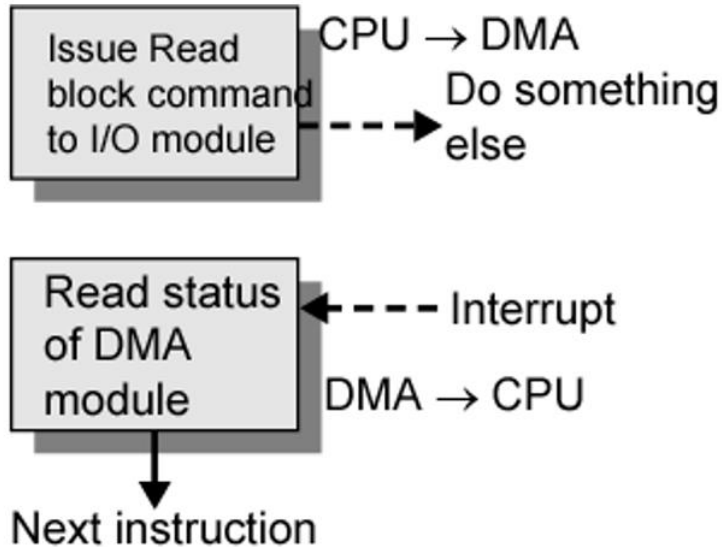 Issue Read
block command
to I/O module
CPU → DMA
Do something
else
Read status
of DMA
module
Interrupt
DMA → CPU
Next instruction